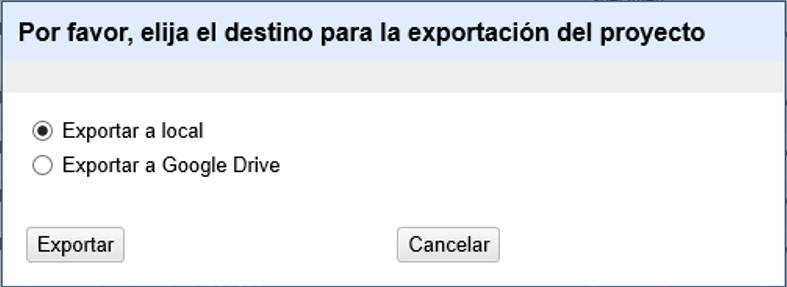 Por favor, elija el destino para la exportación del proyecto
Exportar a local
Exportar a Google Drive
Exportar
Cancelar